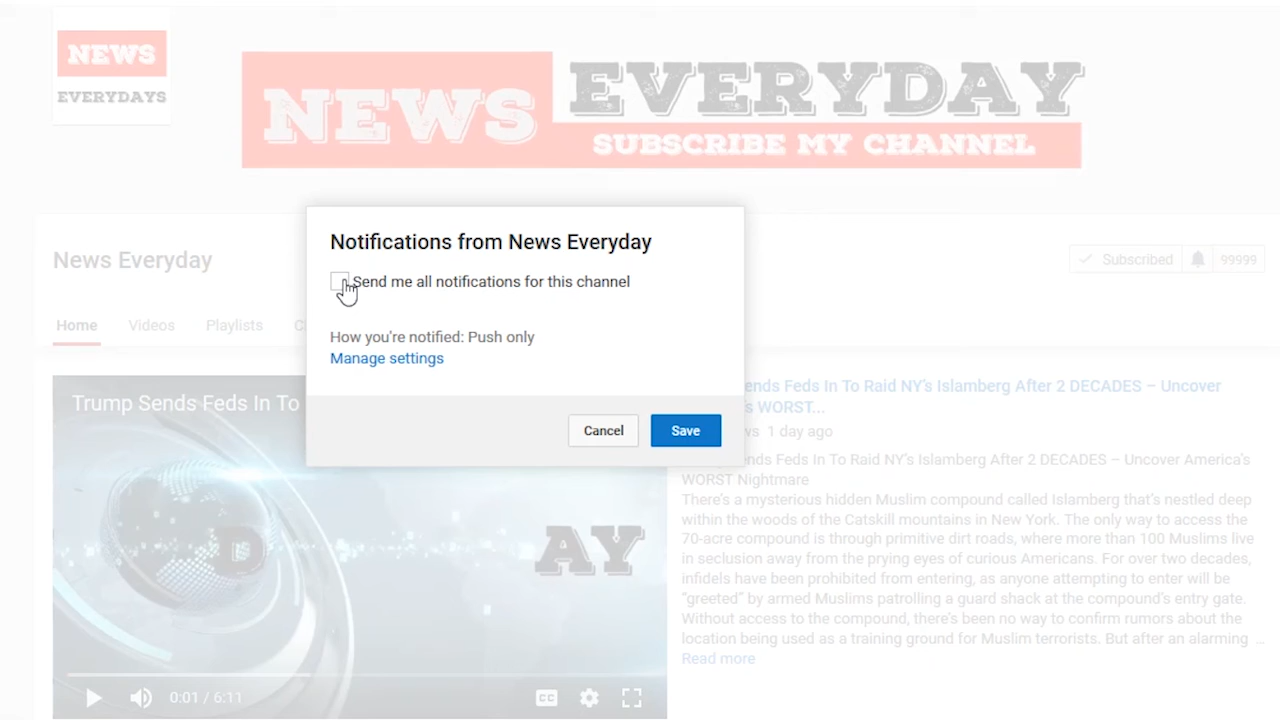 NEWS
EVERYDAYS
NEWS EVERYDAY
SUBSCRIBE MY CHANNEL
News Everyday
Subscribed 99999
Home Videos Playlists C
Notifications from News Everyday
Send me all notifications for this channel
How you're notified: Push only
Manage settings
Cancel Save
Trump Sends Feds In To
D AY
0:01 / 6:11
CC
ends Feds In To Raid NY's Islamberg After 2 DECADES – Uncover
's WORST...
ws 1 day ago
ends Feds In To Raid NY's Islamberg After 2 DECADES – Uncover America's
WORST Nightmare
There's a mysterious hidden Muslim compound called Islamberg that's nestled deep
within the woods of the Catskill mountains in New York. The only way to access the
70-acre compound is through primitive dirt roads, where more than 100 Muslims live
in seclusion away from the prying eyes of curious Americans. For over two decades,
infidels have been prohibited from entering, as anyone attempting to enter will be
"greeted" by armed Muslims patrolling a guard shack at the compound's entry gate.
Without access to the compound, there's been no way to confirm rumors about the
location being used as a training ground for Muslim terrorists. But after an alarming ...
Read more